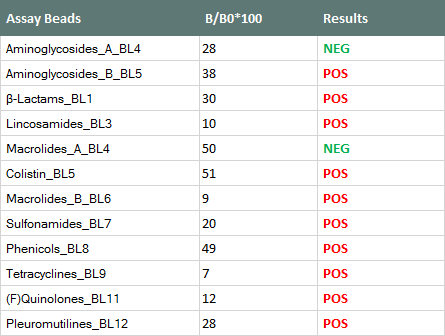 Assay Beads B/B0*100 Results
Aminoglycosides_A_BL4 28 NEG
Aminoglycosides_B_BL5 38 POS
β-Lactams_BL1 30 POS
Lincosamides_BL3 10 POS
Macrolides_A_BL4 50 NEG
Colistin_BL5 51 POS
Macrolides_B_BL6 9 POS
Sulfonamides_BL7 20 POS
Phenicols_BL8 49 POS
Tetracyclines_BL9 7 POS
(F)Quinolones_BL11 12 POS
Pleuromutilines_BL12 28 POS